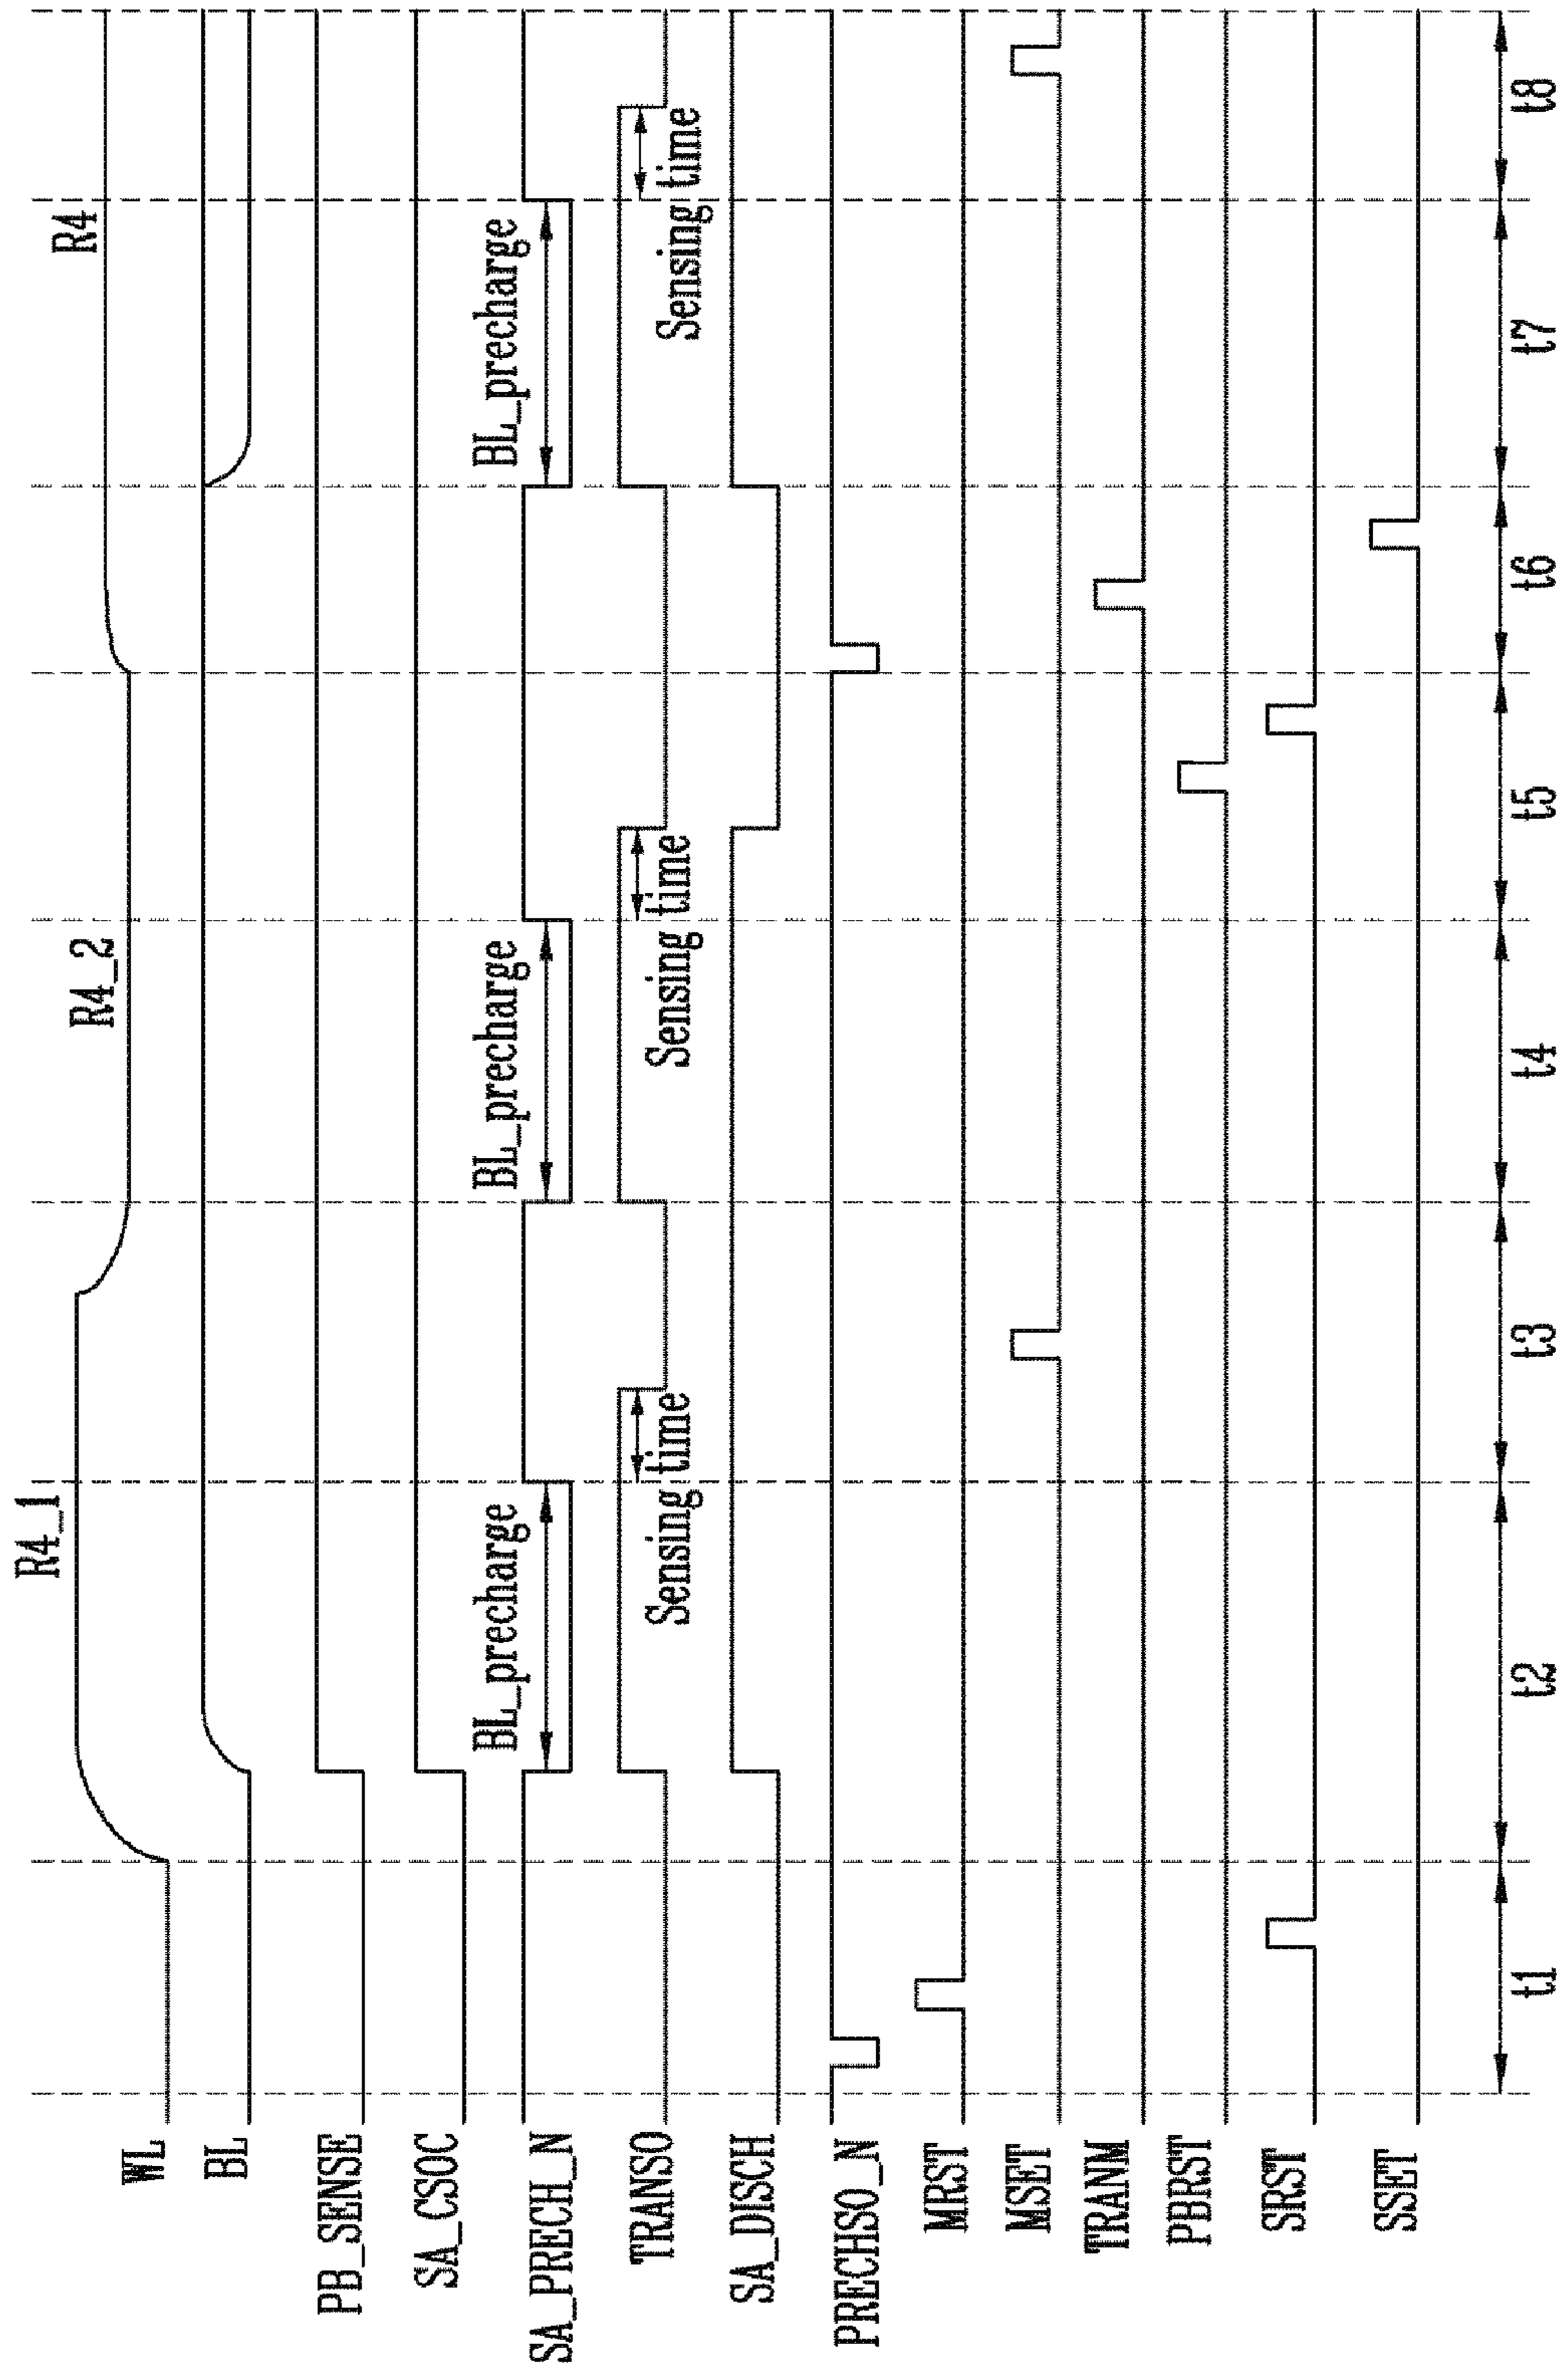 R4_1
R4_2
R4
WL
BL
PB_SENSE
SA_CSOC
SA_PRECH_N
BL_precharge
BL_precharge
BL_precharge
TRANSO
Sensing time
Sensing time
Sensing time
SA_DISCH
PRECHSO_N
MRST
MSET
TRANM
PBRST
SRST
SSET
t1
t2
t3
t4
t5
t6
t7
t8